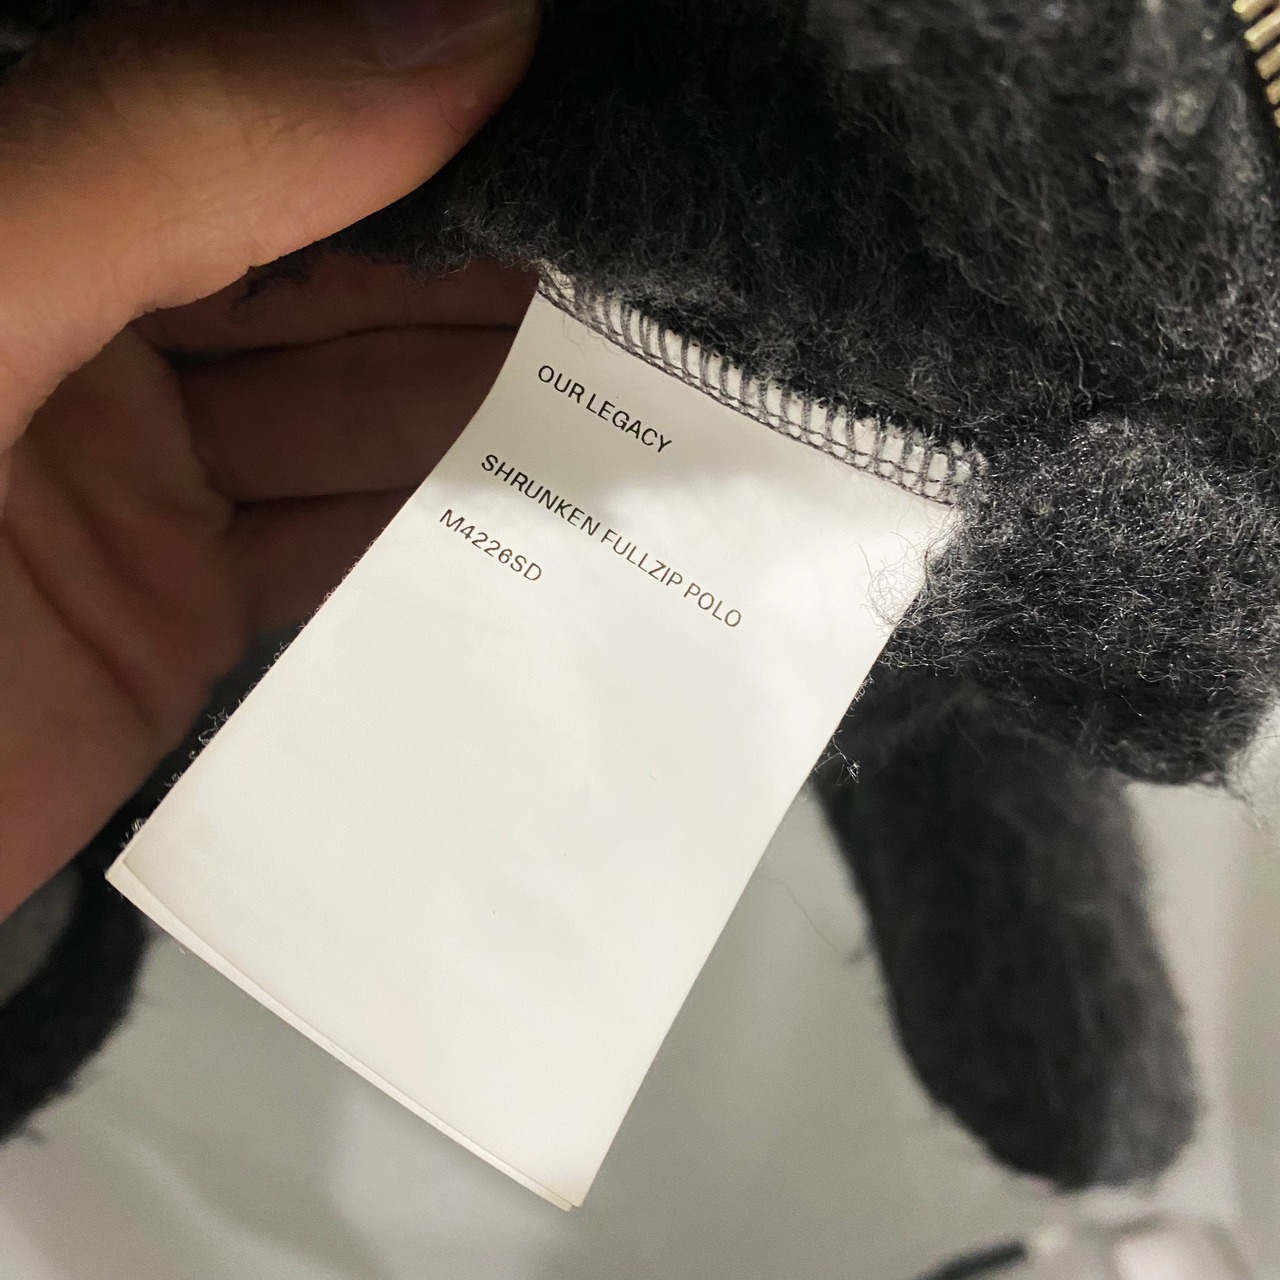 OUR LEGACY
SHRUNKEN FULLZIP POLO
M4226SD